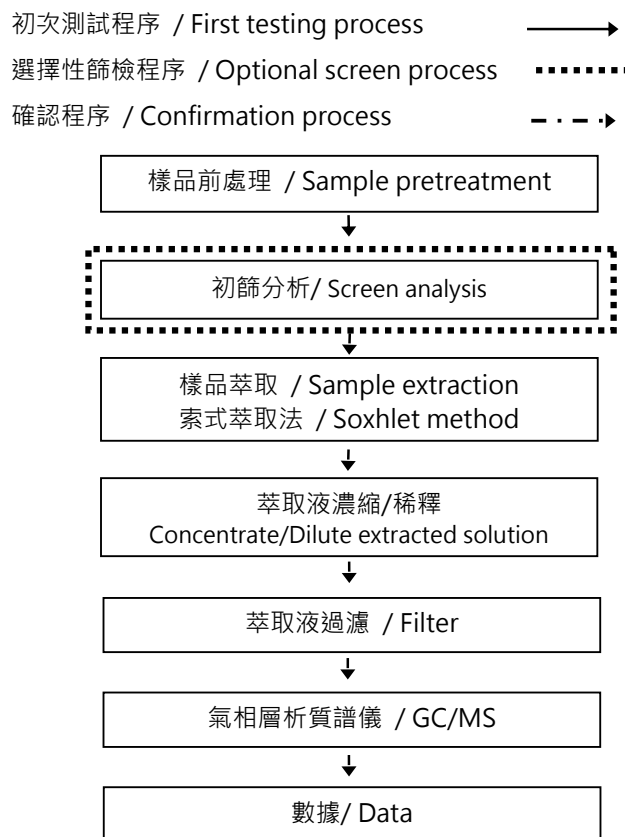 初次測試程序 / First testing process
選擇性篩檢程序 / Optional screen process
確認程序 / Confirmation process
樣品前處理 / Sample pretreatment
初篩分析/ Screen analysis
樣品萃取 / Sample extraction
索式萃取法 / Soxhlet method
萃取液濃縮/稀釋
Concentrate/Dilute extracted solution
萃取液過濾 / Filter
氣相層析質譜儀 / GC/MS
數據/ Data